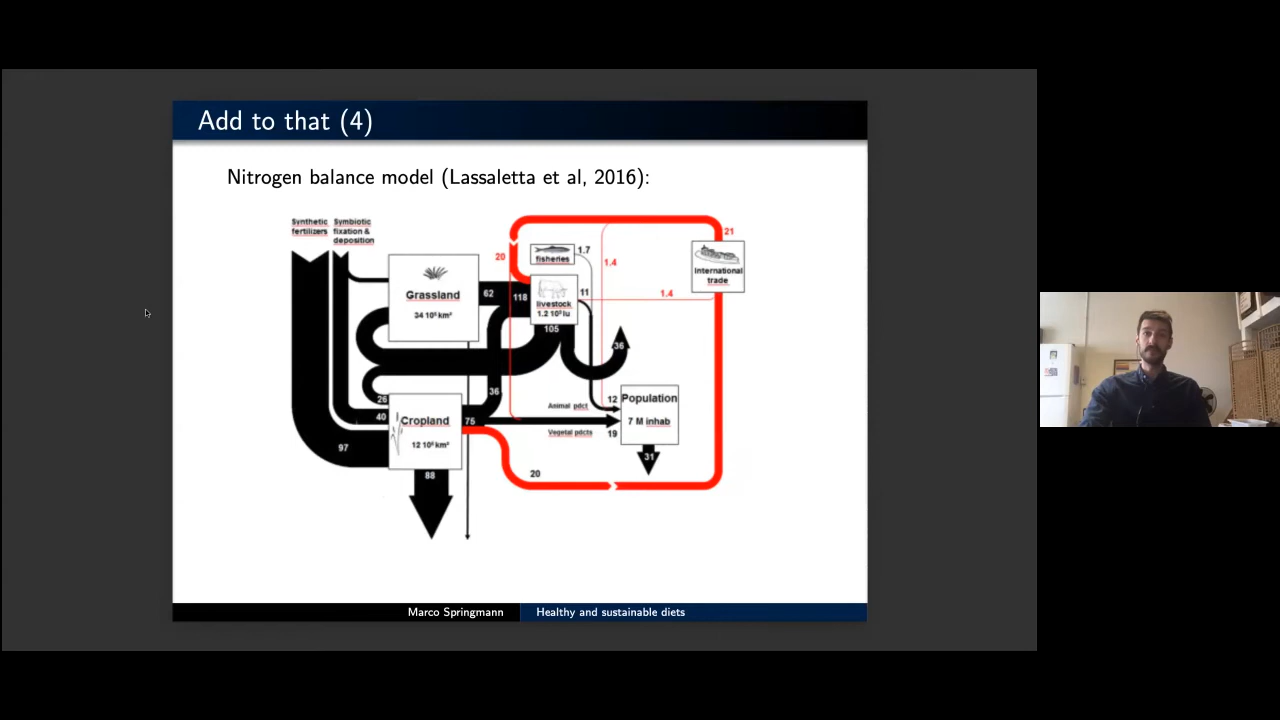 Add to that (4)
Nitrogen balance model (Lassaletta et al, 2016):
Synthetic
fertilizers
Symbiotic
fixation &
deposition
Grassland
34 10⁶ km²
62
118
fisheries
1.7
20
livestock
1.2 10⁹ lu
105
11
1.4
1.4
21
International
trade
36
26
40
97
Cropland
12 10⁶ km²
75
36
88
Animal pdct
12
Vegetal pdcts
19
Population
7 M inhab
31
20
Marco Springmann
Healthy and sustainable diets